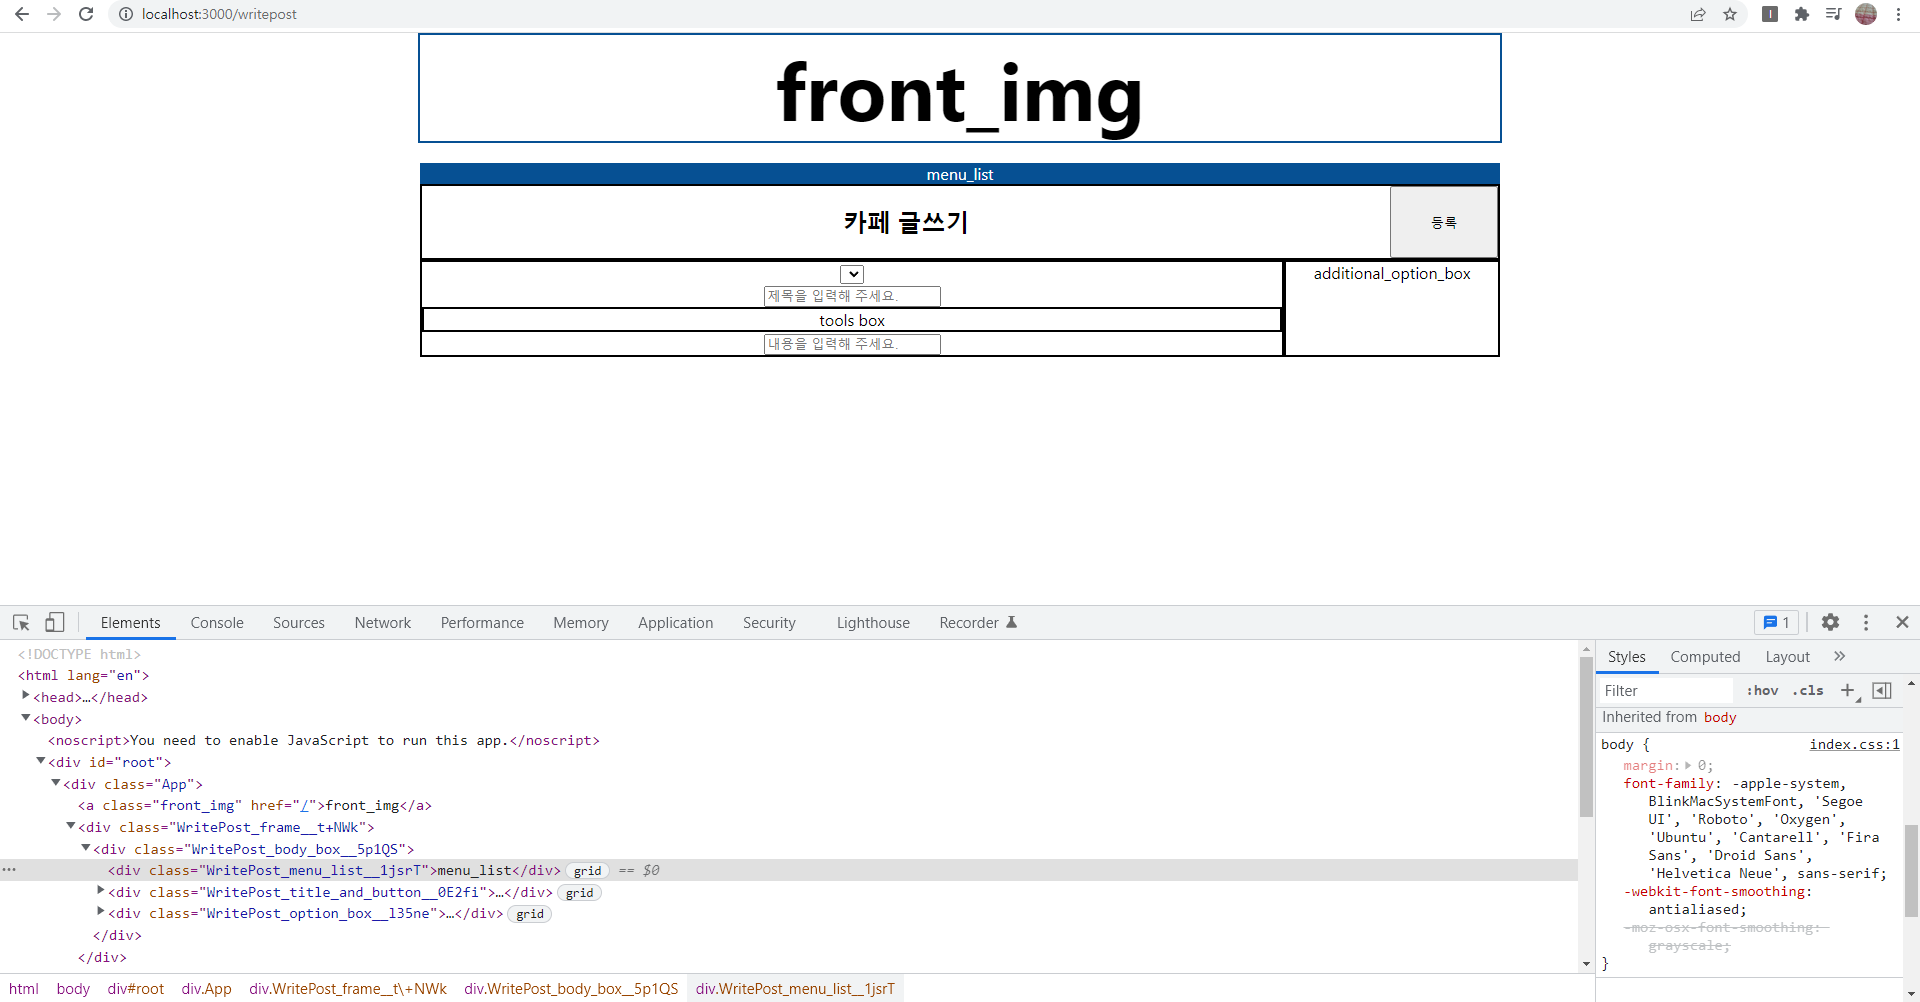 localhost:3000/writepost
front_img
menu_list
카페 글쓰기
등록
additional_option_box
제목을 입력해 주세요.
tools box
내용을 입력해 주세요.
Elements Console Sources Network Performance Memory Application Security Lighthouse Recorder 1
<!DOCTYPE html>
<html lang="en">
<head>…</head>
<body>
<noscript>You need to enable JavaScript to run this app.</noscript>
<div id="root">
<div class="App">
<a class="front_img" href="/">front_img</a>
<div class="WritePost_frame__t+NWk">
<div class="WritePost_body_box__5p1QS">
<div class="WritePost_menu_list__1jsrT">menu_list</div> grid == $0
<div class="WritePost_title_and_button__0E2fi">…</div> grid
<div class="WritePost_option_box__l35ne">…</div> grid
</div>
</div>
html body div#root div.App div.WritePost_frame__t\+NWk div.WritePost_body_box__5p1QS div.WritePost_menu_list__1jsrT
Styles Computed Layout »
Filter :hov .cls +
Inherited from body
body { index.css:1
margin: 0;
font-family: -apple-system,
BlinkMacSystemFont, 'Segoe
UI', 'Roboto', 'Oxygen',
'Ubuntu', 'Cantarell', 'Fira
Sans', 'Droid Sans',
'Helvetica Neue', sans-serif;
-webkit-font-smoothing:
antialiased;
-moz-osx-font-smoothing:
grayscale;
}